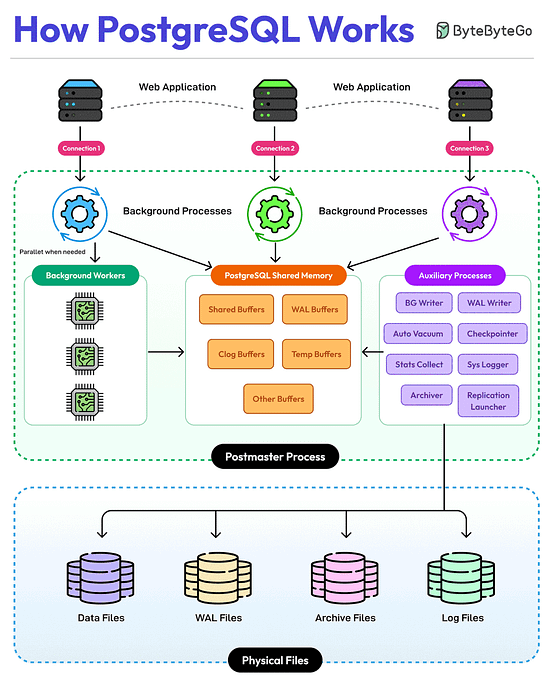 How PostgreSQL Works
ByteByteGo
Web Application
Web Application
Connection 1
Connection 2
Connection 3
Background Processes
Background Processes
Parallet when needed
Background Workers
PostgreSQL Shared Memory
Auxiliary Processes
Shared Buffers
WAL Buffers
Clog Buffers
Temp Buffers
Other Buffers
BG Writer
WAL Writer
Auto Vacuum
Checkpointer
Stats Collect
Sys Logger
Archiver
Replication
Launcher
Postmaster Process
Data Files
WAL Files
Archive Files
Log Files
Physical Files